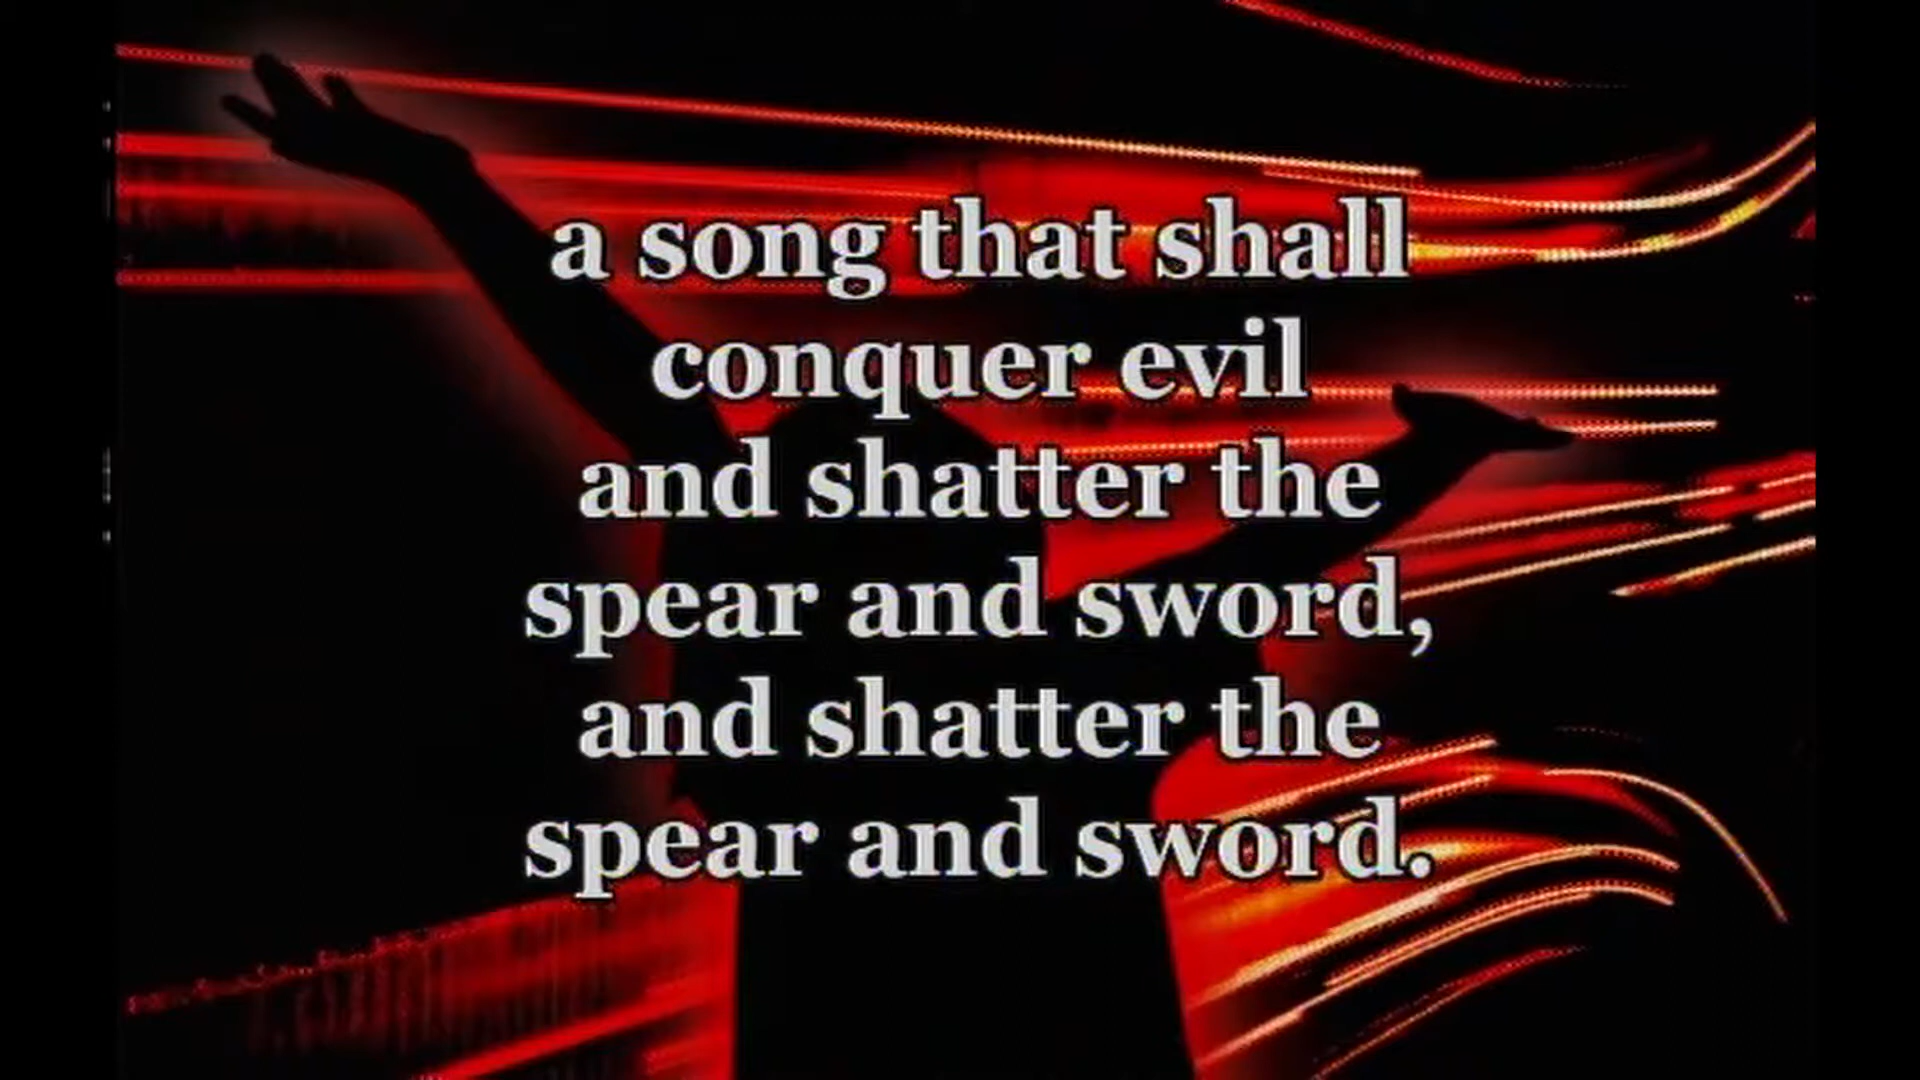 a song that shall
conquer evil
and shatter the
spear and sword,
and shatter the
spear and sword.